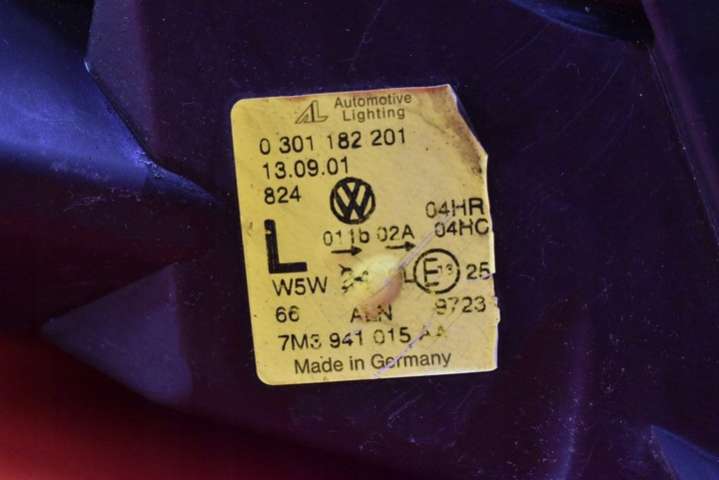 AL Automotive
Lighting
0 301 182 201
13.09.01
824
04HR
011b 02A 04HC
L
W5W E 25
66 9723
7M3 941 015 AA
Made in Germany